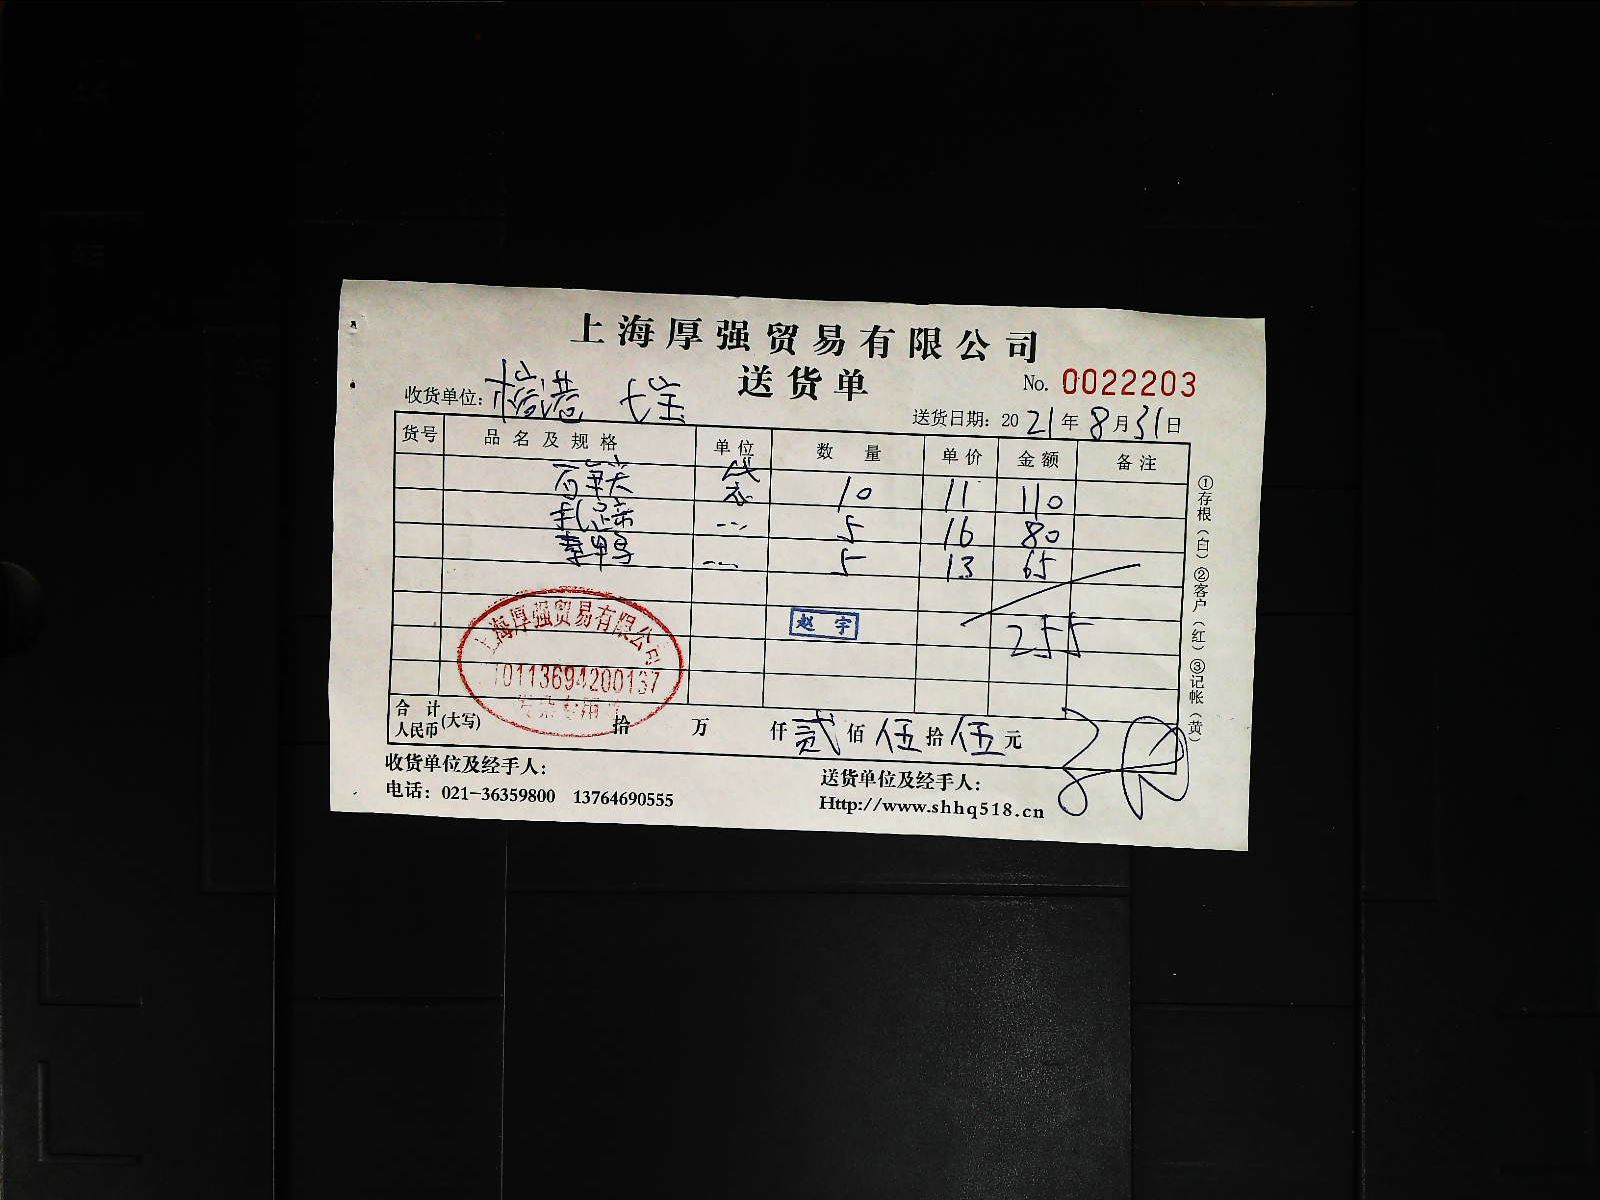 上海厚强贸易有限公司
送货单
No. 0022203
收货单位:
送货日期: 2021年8月31日
货号 品名及规格 单位 数量 单价 金额 备注
袋 10 11 110
5 16 80
素鸭 5 13 65
赵宇
255
上海厚强贸易有限公司
10113694200137
合计人民币(大写) 拾 万 仟 贰佰伍拾伍元
收货单位及经手人:
送货单位及经手人:
电话: 021-36359800 13764690555
Http://www.shhq518.cn
①存根(白)②客户(红)③记帐(黄)